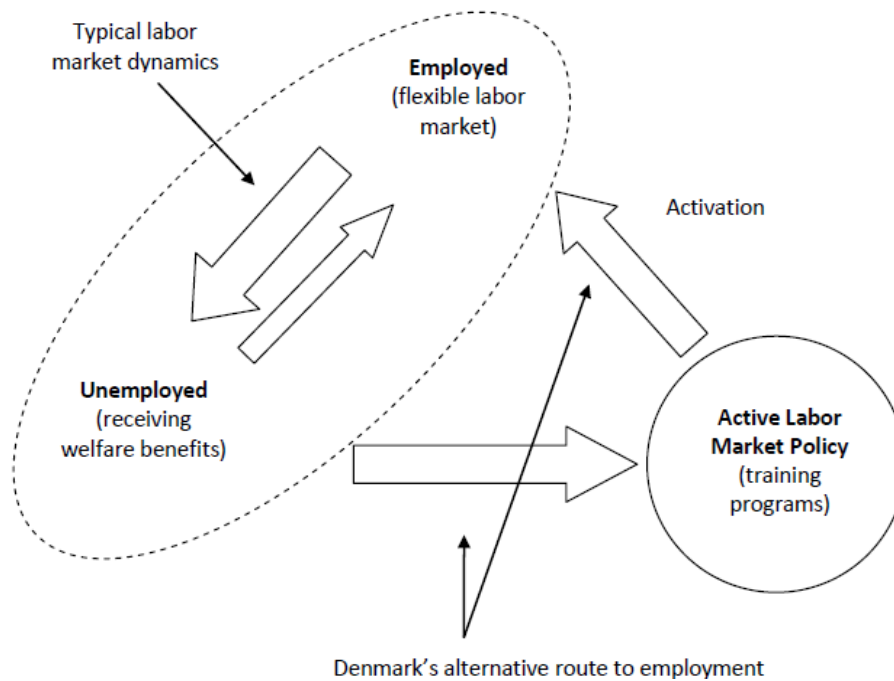 Typical labor
market dynamics
Employed
(flexible labor
market)
Activation
Unemployed
(receiving
welfare benefits)
Active Labor
Market Policy
(training
programs)
Denmark's alternative route to employment